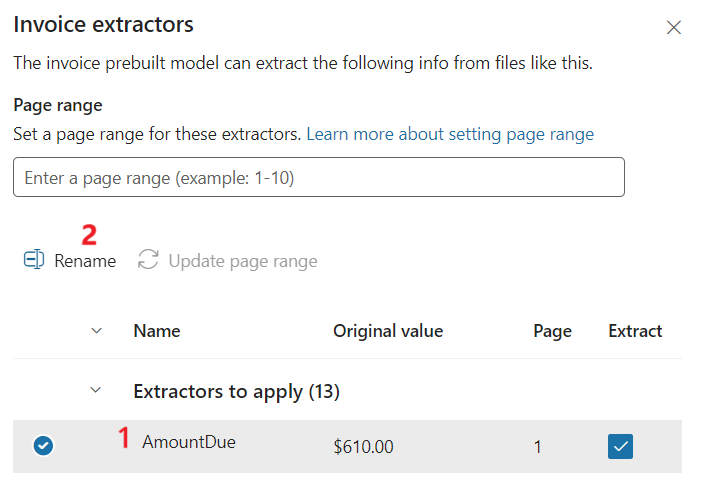 Invoice extractors
The invoice prebuilt model can extract the following info from files like this.
Page range
Set a page range for these extractors. Learn more about setting page range
Enter a page range (example: 1-10)
2
Rename Update page range
Name Original value Page Extract
Extractors to apply (13)
1 AmountDue $610.00 1